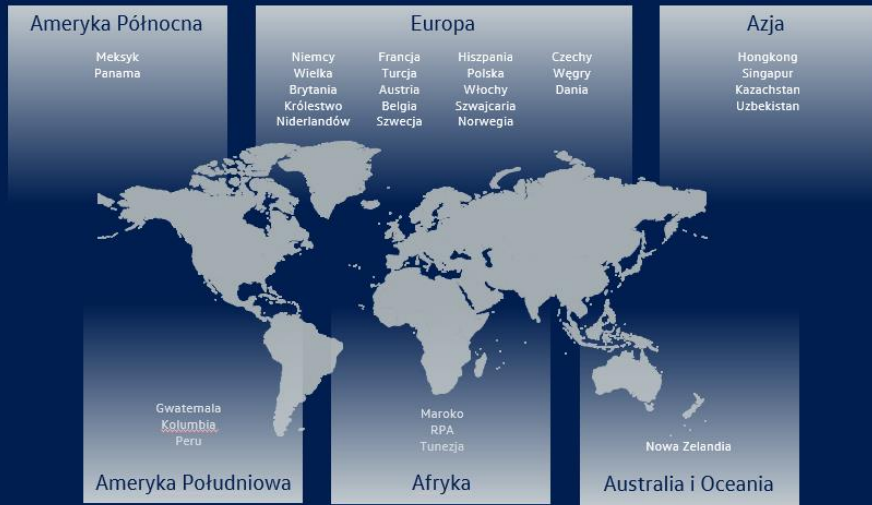 Ameryka Północna
Meksyk
Panama
Europa
Niemcy
Wielka
Brytania
Królestwo
Niderlandów
Francja
Turcja
Austria
Belgia
Szwecja
Hiszpania
Polska
Włochy
Szwajcaria
Norwegia
Czechy
Węgry
Dania
Azja
Hongkong
Singapur
Kazachstan
Uzbekistan
Gwatemala
Kolumbia
Peru
Ameryka Południowa
Maroko
RPA
Tunezja
Afryka
Nowa Zelandia
Australia i Oceania